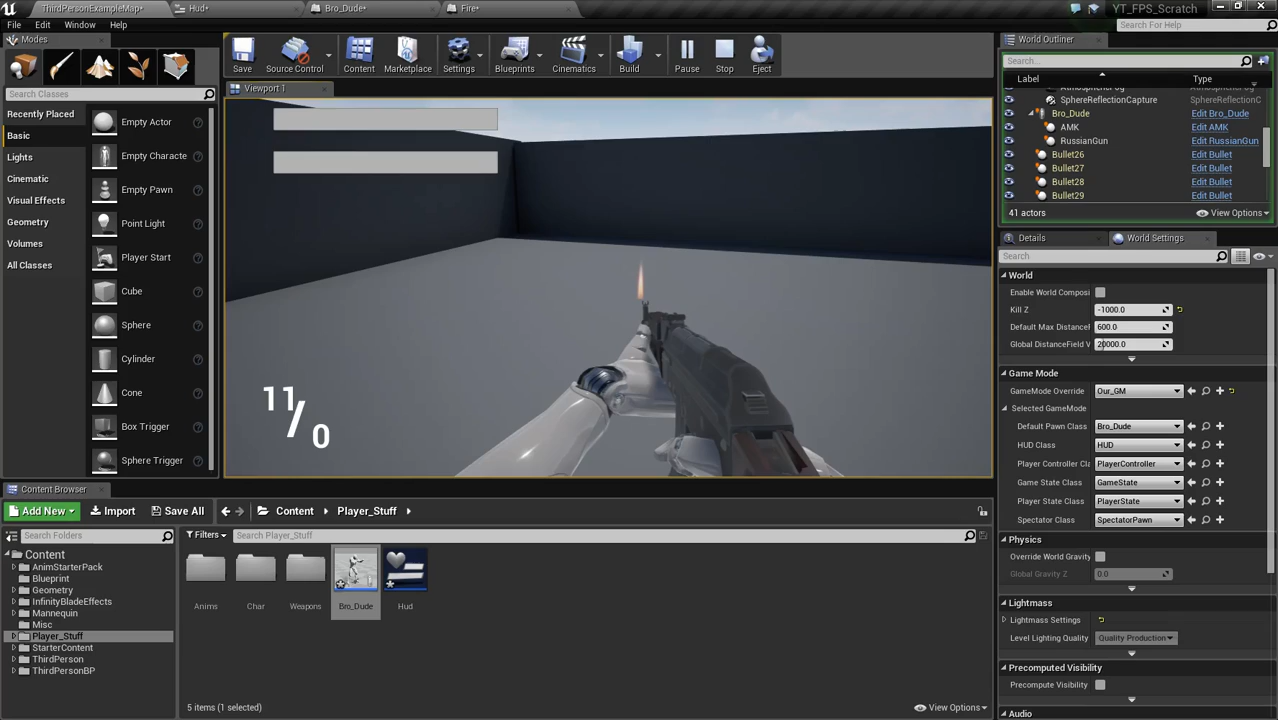 ThirdPersonExampleMap*
Hud*
Bro_Dude*
Fire*
YT_FPS_Scratch
File Edit Window Help
Search For Help
Modes
Search Classes
Recently Placed
Basic
Lights
Cinematic
Visual Effects
Geometry
Volumes
All Classes
Empty Actor
Empty Characte
Empty Pawn
Point Light
Player Start
Cube
Sphere
Cylinder
Cone
Box Trigger
Sphere Trigger
Save
Source Control
Content
Marketplace
Settings
Blueprints
Cinematics
Build
Pause
Stop
Eject
Viewport 1
11/0
World Outliner
Search...
Label Type
SphereReflectionCapture SphereReflectionC
Bro_Dude Edit Bro_Dude
AMK Edit AMK
RussianGun Edit RussianGun
Bullet26 Edit Bullet
Bullet27 Edit Bullet
Bullet28 Edit Bullet
Bullet29 Edit Bullet
41 actors View Options
Details World Settings
Search
World
Enable World Composi
Kill Z -1000.0
Default Max DistanceF 600.0
Global DistanceField V 20000.0
Game Mode
GameMode Override Our_GM
Selected GameMode
Default Pawn Class Bro_Dude
HUD Class HUD
Player Controller Cla PlayerController
Game State Class GameState
Player State Class PlayerState
Spectator Class SpectatorPawn
Physics
Override World Gravity
Global Gravity Z 0.0
Lightmass
Lightmass Settings
Level Lighting Quality Quality Production
Precomputed Visibility
Precompute Visibility
Audio
Content Browser
Add New Import Save All Content Player_Stuff
Search Folders
Filters Search Player_Stuff
Content
AnimStarterPack
Blueprint
Geometry
InfinityBladeEffects
Mannequin
Misc
Player_Stuff
StarterContent
ThirdPerson
ThirdPersonBP
Anims
Char
Weapons
Bro_Dude
Hud
5 items (1 selected) View Options